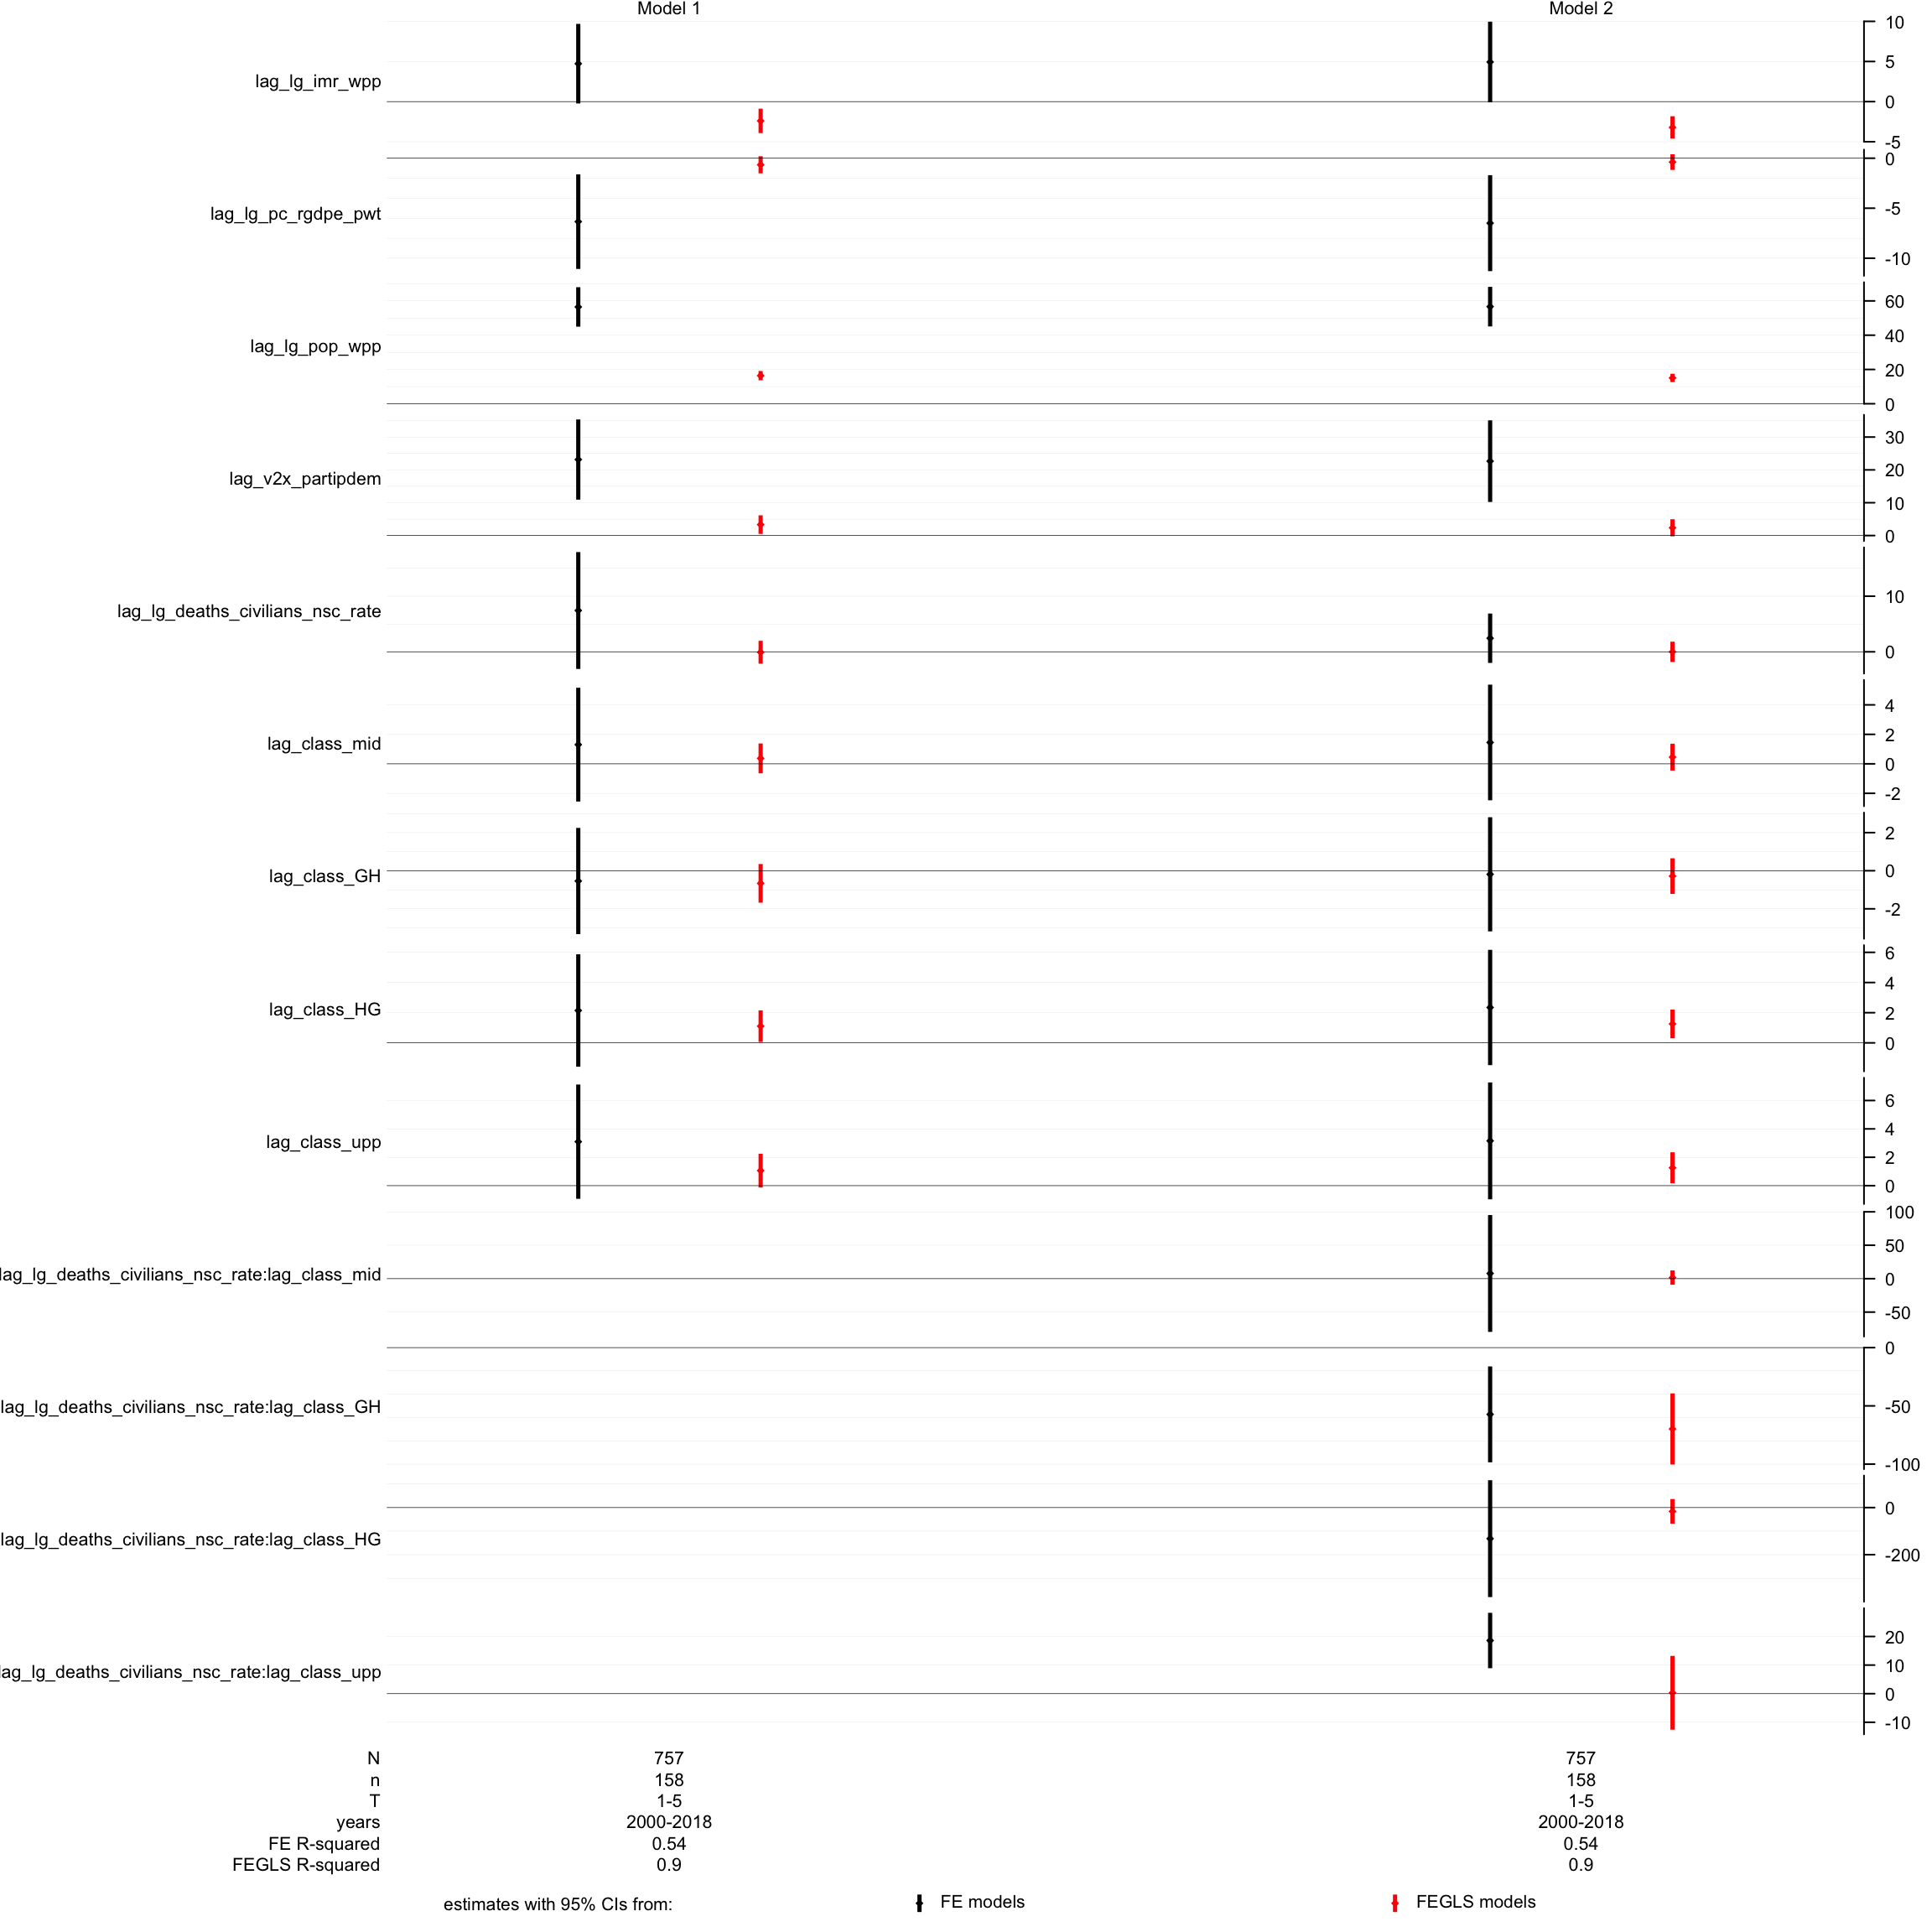 Model 1 Model 2
10
5
lag_lg_imr_wpp
0
-5
0
lag_lg_pc_rgdpe_pwt
-5
-10
60
lag_lg_pop_wpp
40
20
0
30
lag_v2x_partipdem
20
10
0
lag_lg_deaths_civilians_nsc_rate
10
0
4
lag_class_mid
2
0
-2
2
lag_class_GH
0
-2
6
4
lag_class_HG
2
0
6
lag_class_upp
4
2
0
100
50
lag_lg_deaths_civilians_nsc_rate:lag_class_mid
0
-50
0
lag_lg_deaths_civilians_nsc_rate:lag_class_GH
-50
-100
0
lag_lg_deaths_civilians_nsc_rate:lag_class_HG
-200
20
lag_lg_deaths_civilians_nsc_rate:lag_class_upp
10
0
-10
N 757 757
n 158 158
T 1-5 1-5
years 2000-2018 2000-2018
FE R-squared 0.54 0.54
FEGLS R-squared 0.9 0.9
estimates with 95% CIs from: FE models FEGLS models